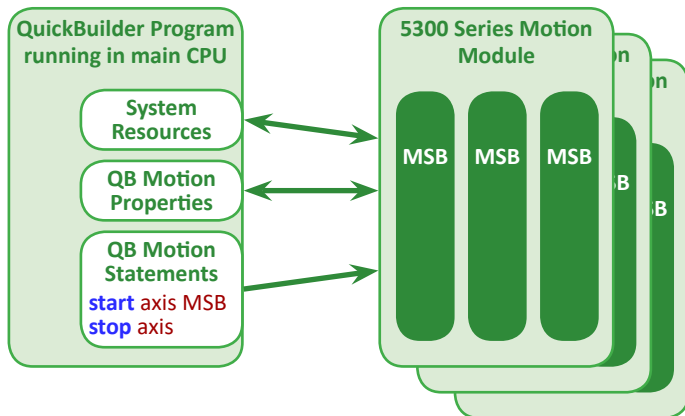 QuickBuilder Program
running in main CPU
System
Resources
QB Motion
Properties
QB Motion
Statements
start axis MSB
stop axis
5300 Series Motion
Module
MSB
MSB
MSB